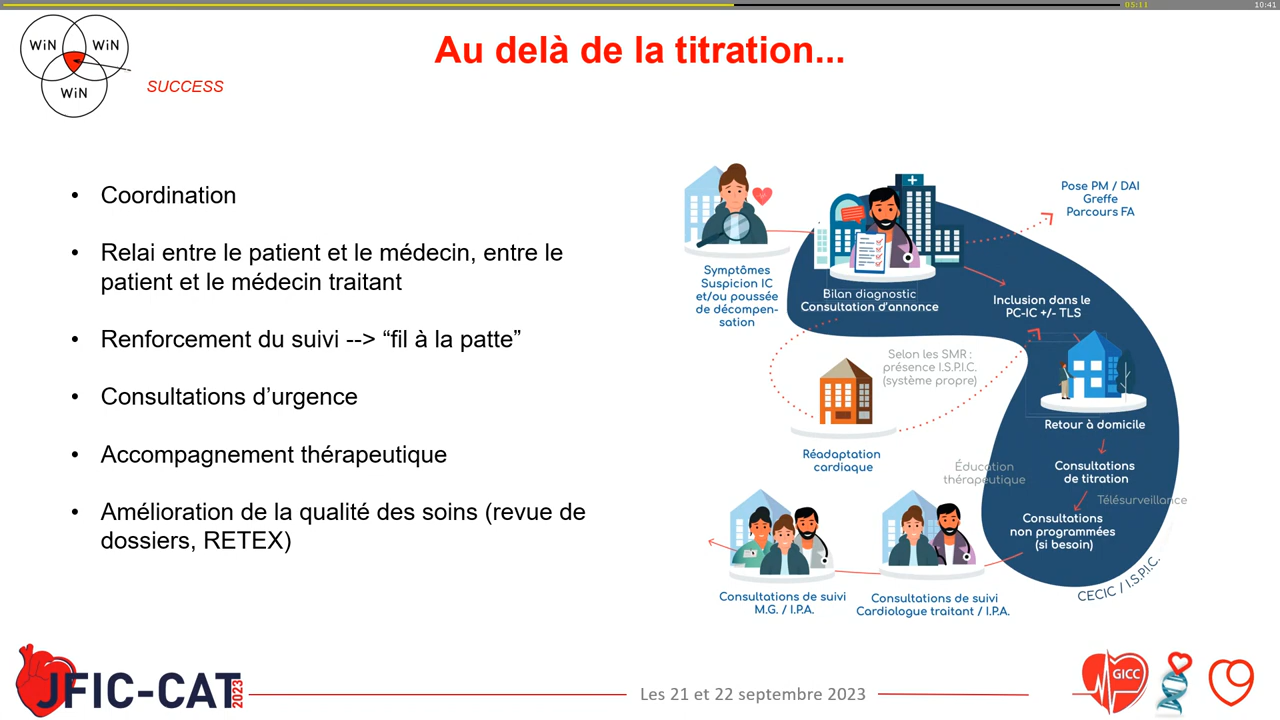 05:11
10:41
WiN WiN
WiN
SUCCESS
Au delà de la titration...
• Coordination
• Relai entre le patient et le médecin, entre le
patient et le médecin traitant
• Renforcement du suivi --> “fil à la patte”
• Consultations d’urgence
• Accompagnement thérapeutique
• Amélioration de la qualité des soins (revue de
dossiers, RETEX)
Symptômes
Suspicion IC
et/ou poussée
de décompen-
sation
Bilan diagnostic
Consultation d’annonce
Pose PM / DAI
Greffe
Parcours FA
Inclusion dans le
PC-IC +/- TLS
Selon les SMR :
présence I.S.P.I.C.
(système propre)
Réadaptation
cardiaque
Retour à domicile
Éducation
thérapeutique
Consultations
de titration
Télésurveillance
Consultations
non programmées
(si besoin)
CECIC / I.S.P.I.C.
Consultations de suivi
M.G. / I.P.A.
Consultations de suivi
Cardiologue traitant / I.P.A.
JFIC-CAT
2023
Les 21 et 22 septembre 2023
GICC